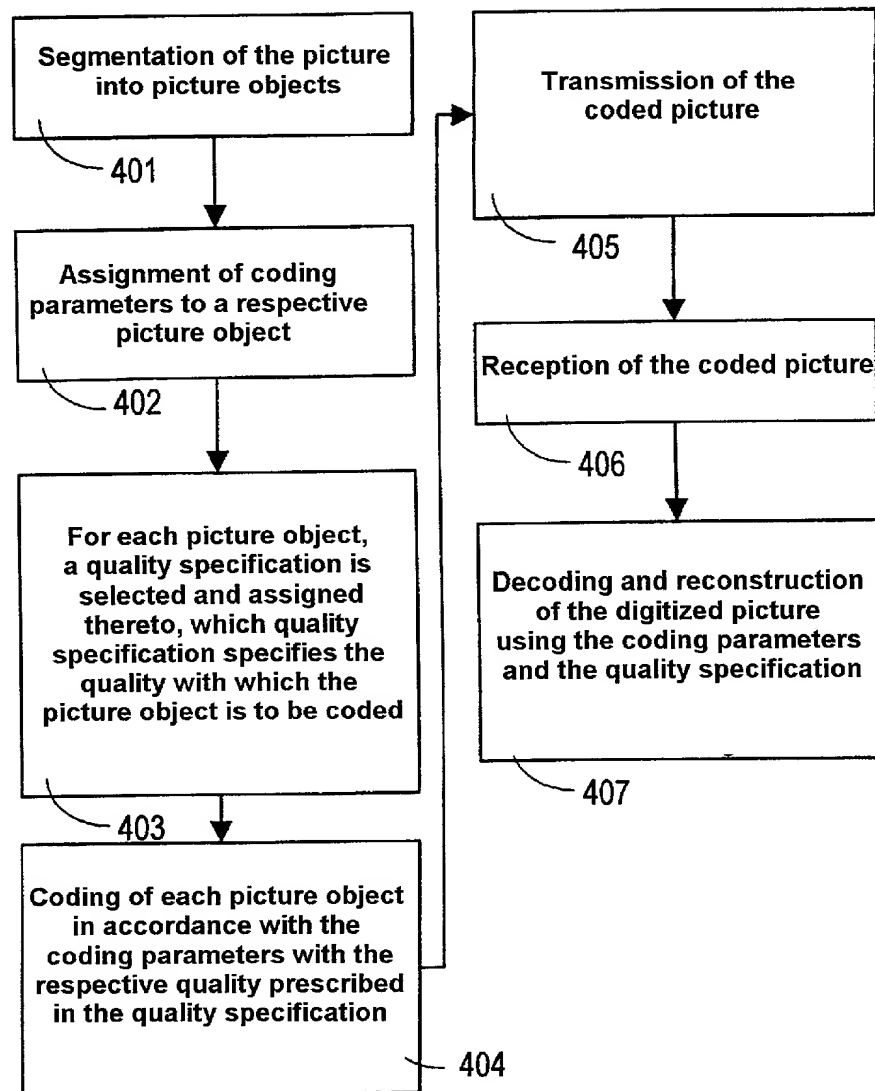 Segmentation of the picture
into picture objects
401
Assignment of coding
parameters to a respective
picture object
402
For each picture object,
a quality specification is
selected and assigned
thereto, which quality
specification specifies the
quality with which the
picture object is to be coded
403
Coding of each picture object
in accordance with the
coding parameters with the
respective quality prescribed
in the quality specification
404
Transmission of the
coded picture
405
Reception of the coded picture
406
Decoding and reconstruction
of the digitized picture
using the coding parameters
and the quality specification
407